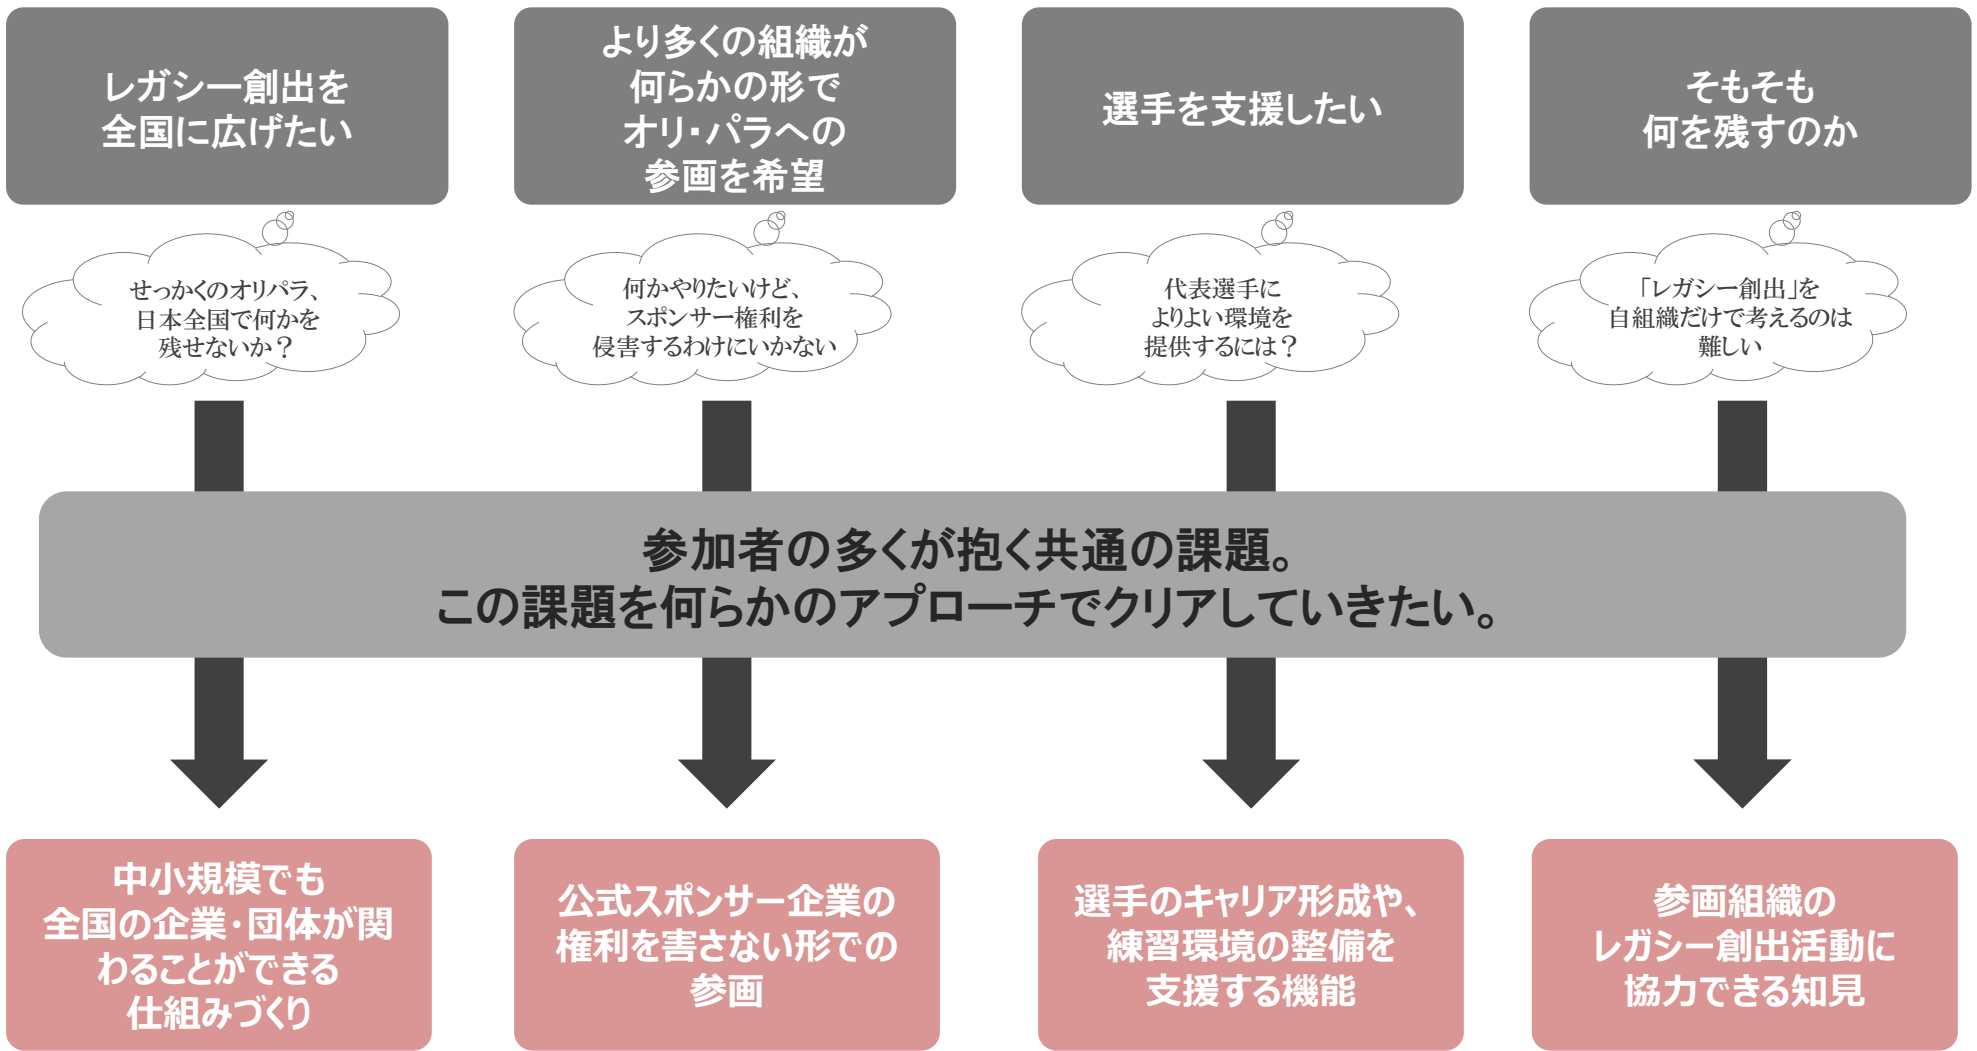 レガシー創出を
全国に広げたい
より多くの組織が
何らかの形で
オリ・パラへの
参画を希望
選手を支援したい
そもそも
何を残すのか
せっかくのオリパラ、
日本全国で何かを
残せないか？
何かやりたいけど、
スポンサー権利を
侵害するわけにいかない
代表選手に
よりよい環境を
提供するには？
「レガシー創出」を
自組織だけで考えるのは
難しい
参加者の多くが抱く共通の課題。
この課題を何らかのアプローチでクリアしていきたい。
中小規模でも
全国の企業・団体が関
わることができる
仕組みづくり
公式スポンサー企業の
権利を害さない形での
参画
選手のキャリア形成や、
練習環境の整備を
支援する機能
参画組織の
レガシー創出活動に
協力できる知見